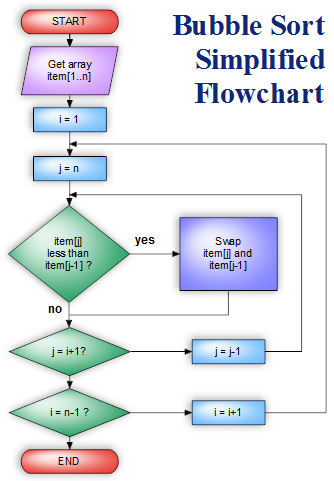 Bubble Sort
Simplified
Flowchart
START
Get array
item[1..n]
i = 1
j = n
item[j]
less than
item[j-1] ?
yes
Swap
item[j] and
item[j-1]
no
j = i+1?
j = j-1
i = n-1 ?
i = i+1
END